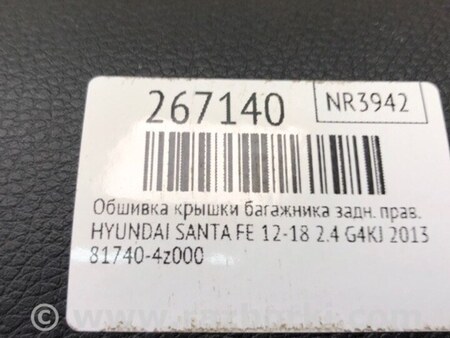 267140
NR3942
Обшивка крышки багажника задн. прав.
HYUNDAI SANTA FE 12-18 2.4 G4KJ 2013
81740-4z000